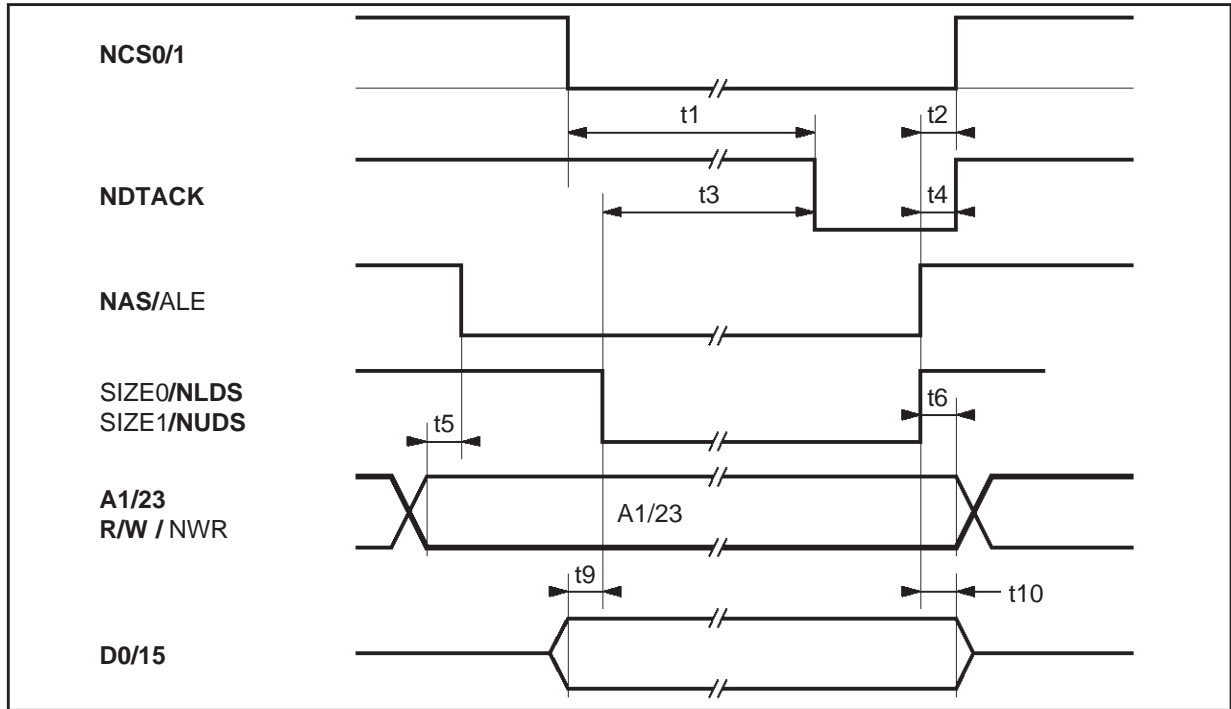 NCS0/1
t1
t2
NDTACK
t3
t4
NAS/ALE
SIZE0/NLDS
SIZE1/NUDS
t5
t6
A1/23
R/W / NWR
A1/23
t9
t10
D0/15